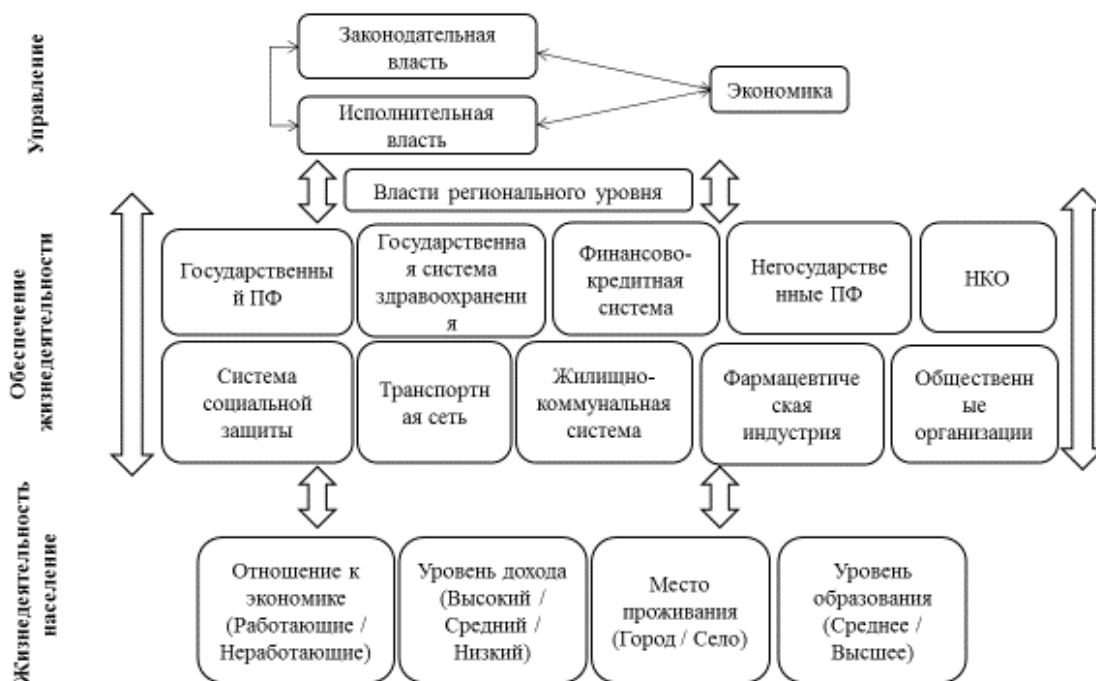 Управление
Законодательная
власть
Исполнительная
власть
Экономика
Власти регионального уровня
Обеспечение
жизнедеятельности
Государственны
й ПФ
Государственна
я система
здравоохранени
я
Финансово-
кредитная
система
Негосударстве
нные ПФ
НКО
Система
социальной
защиты
Транспортн
ая сеть
Жилищно-
коммунальная
система
Фармацевтиче
ская
индустрия
Общественн
ые
организации
Жизнедеятельность
население
Отношение к
экономике
(Работающие /
Неработающие)
Уровень дохода
(Высокий /
Средний /
Низкий)
Место
проживания
(Город / Село)
Уровень
образования
(Среднее /
Высшее)